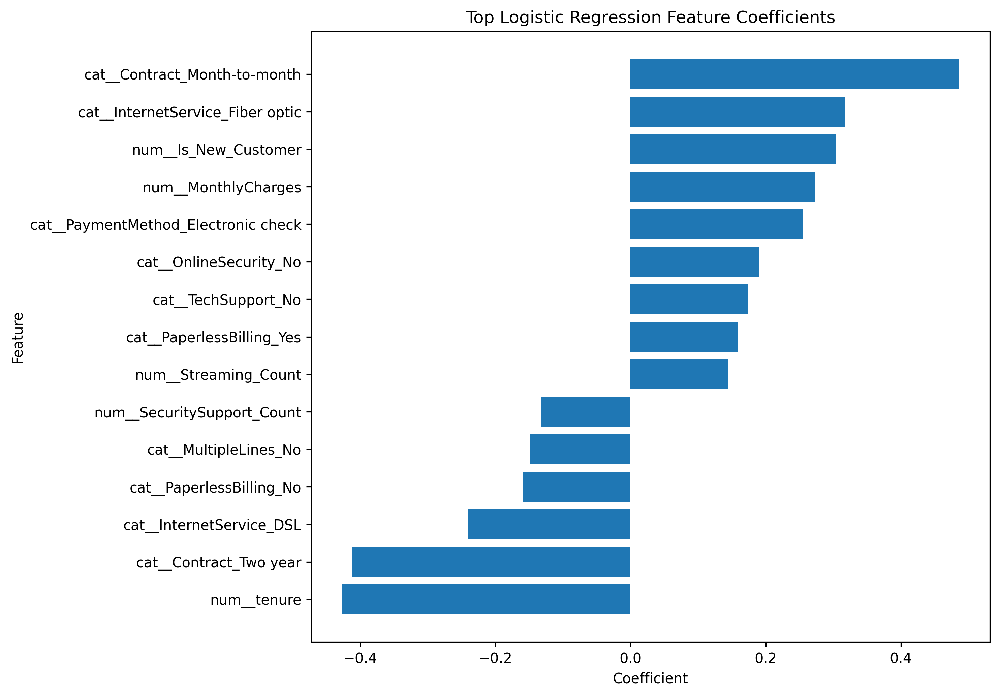 Top Logistic Regression Feature Coefficients
cat__Contract_Month-to-month
cat__InternetService_Fiber optic
num__Is_New_Customer
num__MonthlyCharges
cat__PaymentMethod_Electronic check
cat__OnlineSecurity_No
cat__TechSupport_No
cat__PaperlessBilling_Yes
num__Streaming_Count
num__SecuritySupport_Count
cat__MultipleLines_No
cat__PaperlessBilling_No
cat__InternetService_DSL
cat__Contract_Two year
num__tenure
Feature
−0.4 −0.2 0.0 0.2 0.4
Coefficient